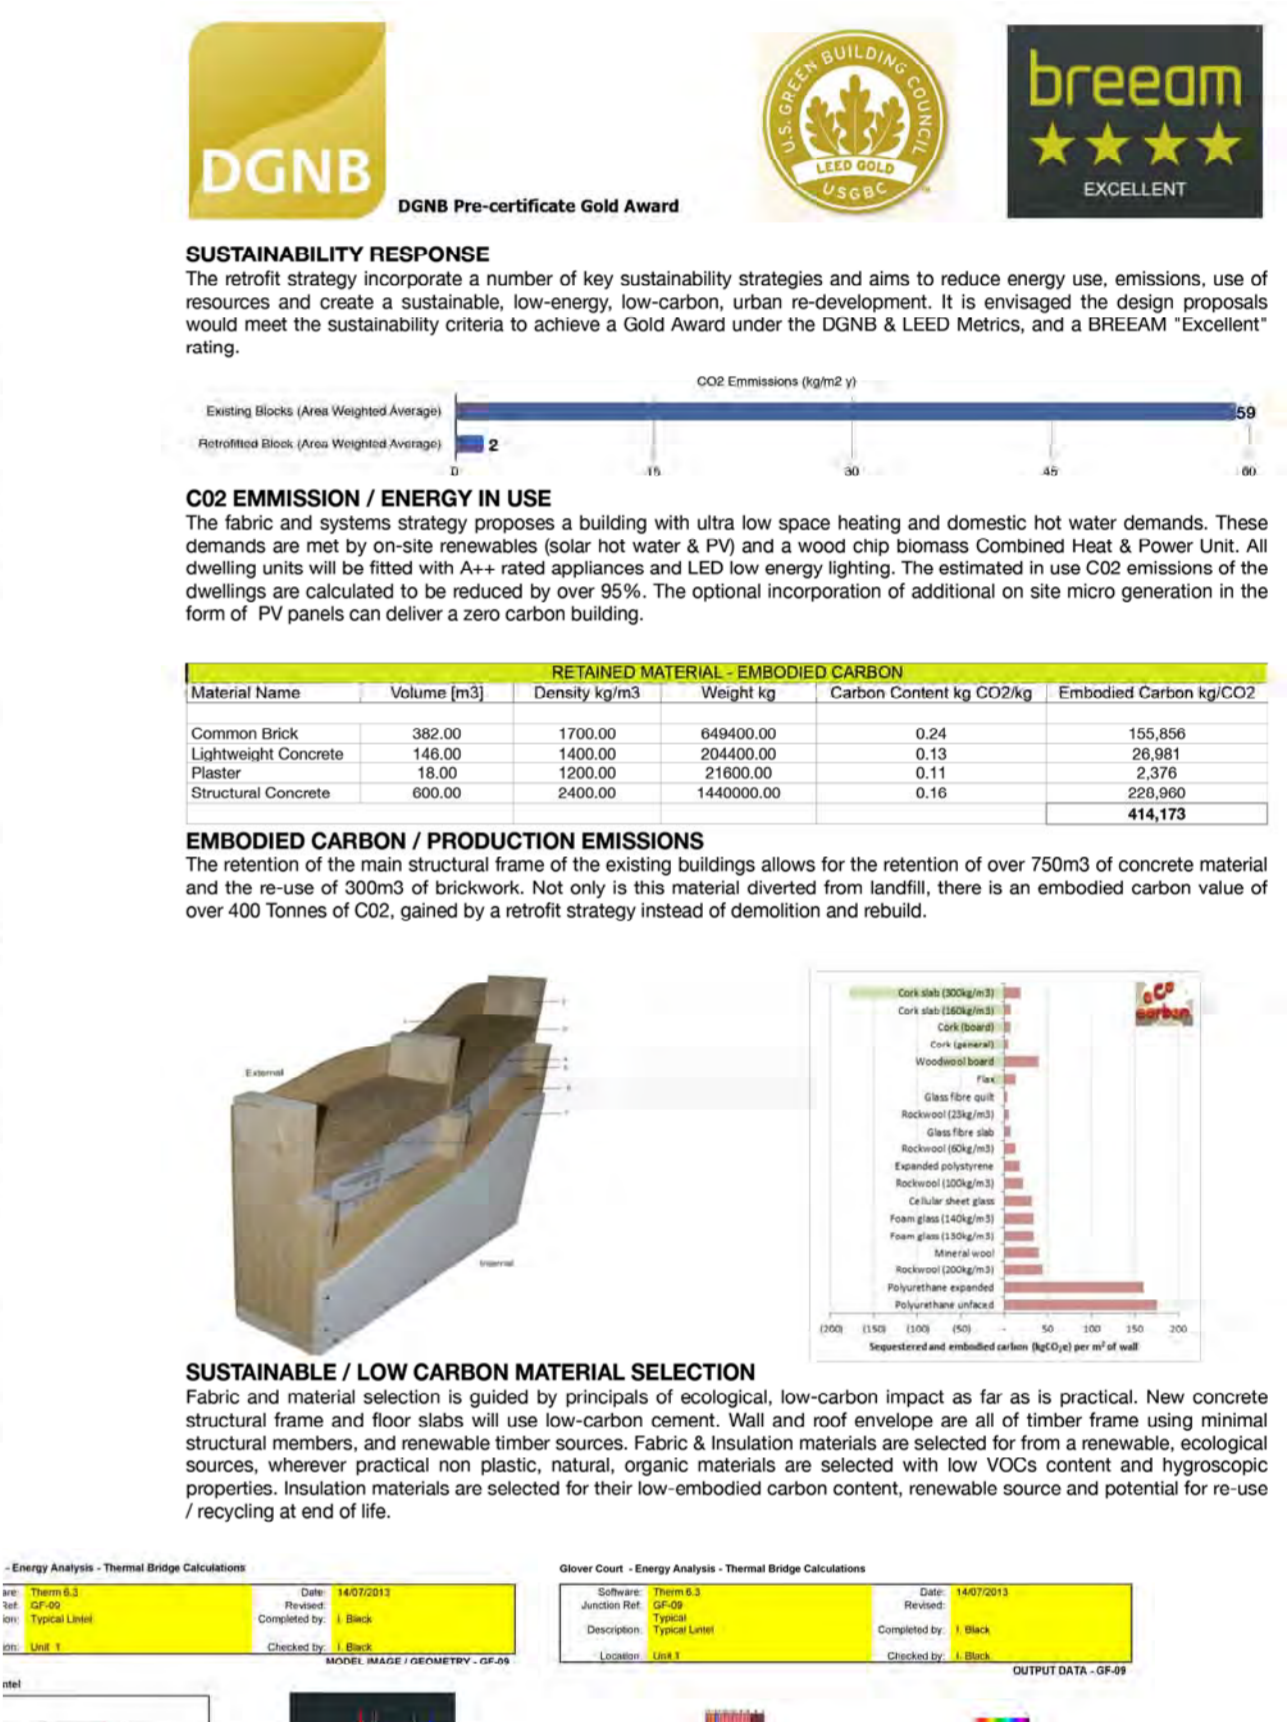 DGNB
DGNB Pre-certificate Gold Award
U.S. GREEN BUILDING COUNCIL
LEED GOLD
USGBC
breeam
EXCELLENT
SUSTAINABILITY RESPONSE
The retrofit strategy incorporate a number of key sustainability strategies and aims to reduce energy use, emissions, use of
resources and create a sustainable, low-energy, low-carbon, urban re-development. It is envisaged the design proposals
would meet the sustainability criteria to achieve a Gold Award under the DGNB & LEED Metrics, and a BREEAM "Excellent"
rating.
CO2 Emmissions (kg/m2 y)
Existing Blocks (Area Weighted Average) 59
Retrofitted Block (Area Weighted Average) 2
0 15 30 45 60
C02 EMMISSION / ENERGY IN USE
The fabric and systems strategy proposes a building with ultra low space heating and domestic hot water demands. These
demands are met by on-site renewables (solar hot water & PV) and a wood chip biomass Combined Heat & Power Unit. All
dwelling units will be fitted with A++ rated appliances and LED low energy lighting. The estimated in use C02 emissions of the
dwellings are calculated to be reduced by over 95%. The optional incorporation of additional on site micro generation in the
form of PV panels can deliver a zero carbon building.
RETAINED MATERIAL - EMBODIED CARBON
Material Name Volume [m3] Density kg/m3 Weight kg Carbon Content kg CO2/kg Embodied Carbon kg/CO2
Common Brick 382.00 1700.00 649400.00 0.24 155,856
Lightweight Concrete 146.00 1400.00 204400.00 0.13 26,981
Plaster 18.00 1200.00 21600.00 0.11 2,376
Structural Concrete 600.00 2400.00 1440000.00 0.16 228,960
414,173
EMBODIED CARBON / PRODUCTION EMISSIONS
The retention of the main structural frame of the existing buildings allows for the retention of over 750m3 of concrete material
and the re-use of 300m3 of brickwork. Not only is this material diverted from landfill, there is an embodied carbon value of
over 400 Tonnes of C02, gained by a retrofit strategy instead of demolition and rebuild.
External
Internal
eco carbon
Cork slab (300kg/m3)
Cork slab (160kg/m3)
Cork (board)
Cork (general)
Woodwool board
Flax
Glass fibre quilt
Rockwool (23kg/m3)
Glass fibre slab
Rockwool (60kg/m3)
Expanded polystyrene
Rockwool (100kg/m3)
Cellular sheet glass
Foam glass (140kg/m3)
Foam glass (130kg/m3)
Mineral wool
Rockwool (200kg/m3)
Polyurethane expanded
Polyurethane unfaced
(200) (150) (100) (50) - 50 100 150 200
Sequestered and embodied carbon (kgCO2e) per m² of wall
SUSTAINABLE / LOW CARBON MATERIAL SELECTION
Fabric and material selection is guided by principals of ecological, low-carbon impact as far as is practical. New concrete
structural frame and floor slabs will use low-carbon cement. Wall and roof envelope are all of timber frame using minimal
structural members, and renewable timber sources. Fabric & Insulation materials are selected for from a renewable, ecological
sources, wherever practical non plastic, natural, organic materials are selected with low VOCs content and hygroscopic
properties. Insulation materials are selected for their low-embodied carbon content, renewable source and potential for re-use
/ recycling at end of life.
- Energy Analysis - Thermal Bridge Calculations
are: Therm 6.3 Date: 14/07/2013
Ref: GF-09 Revised:
ion: Typical Lintel Completed by: I. Black
ion: Unit 1 Checked by: I. Black
MODEL IMAGE / GEOMETRY - GF-09
ntel
Glover Court - Energy Analysis - Thermal Bridge Calculations
Software: Therm 6.3 Date: 14/07/2013
Junction Ref: GF-09 Revised:
Typical
Description: Typical Lintel Completed by: I. Black
Location: Unit 1 Checked by: I. Black
OUTPUT DATA - GF-09